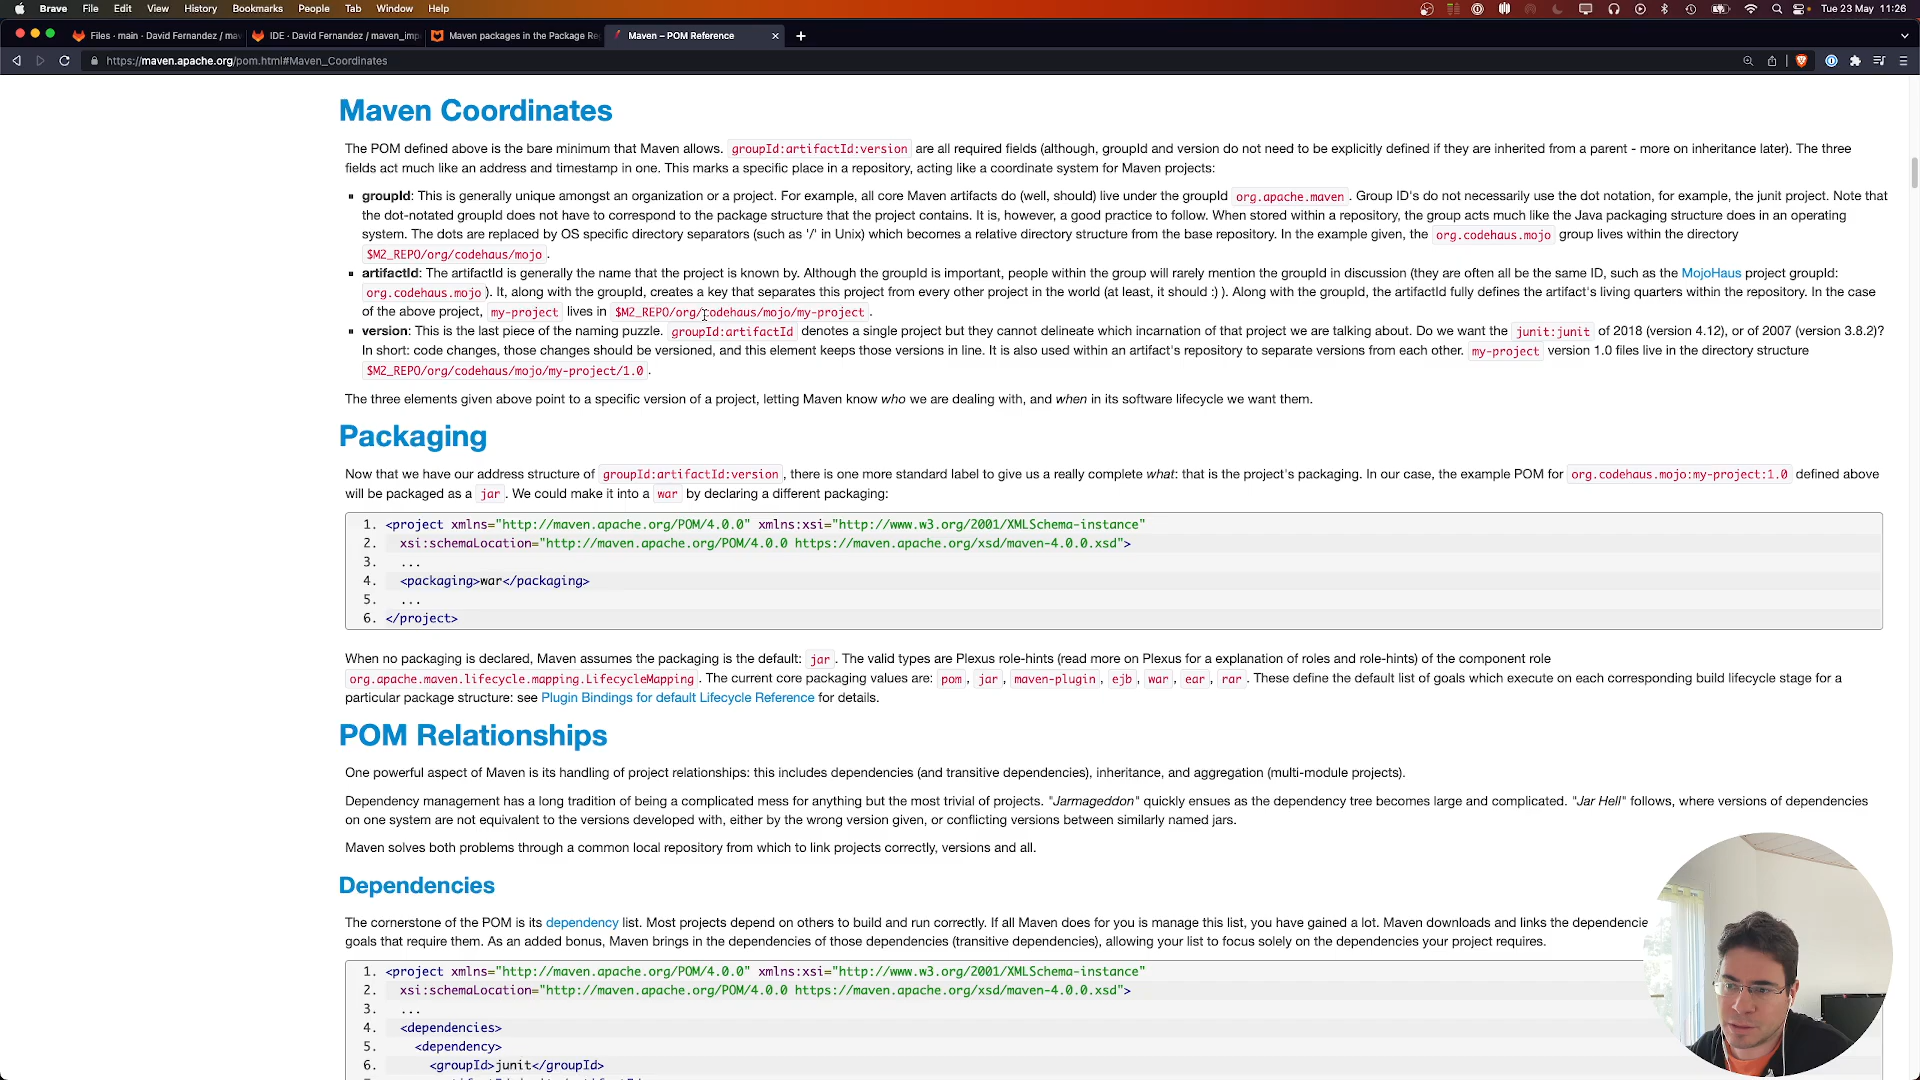 Brave File Edit View History Bookmarks People Tab Window Help Tue 23 May 11:26
Files · main · David Fernandez / mav IDE · David Fernandez / maven_imp Maven packages in the Package Re Maven – POM Reference
https://maven.apache.org/pom.html#Maven_Coordinates
Maven Coordinates
The POM defined above is the bare minimum that Maven allows. groupId:artifactId:version are all required fields (although, groupId and version do not need to be explicitly defined if they are inherited from a parent - more on inheritance later). The three
fields act much like an address and timestamp in one. This marks a specific place in a repository, acting like a coordinate system for Maven projects:
groupId: This is generally unique amongst an organization or a project. For example, all core Maven artifacts do (well, should) live under the groupId org.apache.maven. Group ID's do not necessarily use the dot notation, for example, the junit project. Note that
the dot-notated groupId does not have to correspond to the package structure that the project contains. It is, however, a good practice to follow. When stored within a repository, the group acts much like the Java packaging structure does in an operating
system. The dots are replaced by OS specific directory separators (such as '/' in Unix) which becomes a relative directory structure from the base repository. In the example given, the org.codehaus.mojo group lives within the directory
$M2_REPO/org/codehaus/mojo.
artifactId: The artifactId is generally the name that the project is known by. Although the groupId is important, people within the group will rarely mention the groupId in discussion (they are often all be the same ID, such as the MojoHaus project groupId:
org.codehaus.mojo). It, along with the groupId, creates a key that separates this project from every other project in the world (at least, it should :) ). Along with the groupId, the artifactId fully defines the artifact's living quarters within the repository. In the case
of the above project, my-project lives in $M2_REPO/org/codehaus/mojo/my-project.
version: This is the last piece of the naming puzzle. groupId:artifactId denotes a single project but they cannot delineate which incarnation of that project we are talking about. Do we want the junit:junit of 2018 (version 4.12), or of 2007 (version 3.8.2)?
In short: code changes, those changes should be versioned, and this element keeps those versions in line. It is also used within an artifact's repository to separate versions from each other. my-project version 1.0 files live in the directory structure
$M2_REPO/org/codehaus/mojo/my-project/1.0.
The three elements given above point to a specific version of a project, letting Maven know who we are dealing with, and when in its software lifecycle we want them.
Packaging
Now that we have our address structure of groupId:artifactId:version, there is one more standard label to give us a really complete what: that is the project's packaging. In our case, the example POM for org.codehaus.mojo:my-project:1.0 defined above
will be packaged as a jar. We could make it into a war by declaring a different packaging:
1. <project xmlns="http://maven.apache.org/POM/4.0.0" xmlns:xsi="http://www.w3.org/2001/XMLSchema-instance"
2. xsi:schemaLocation="http://maven.apache.org/POM/4.0.0 https://maven.apache.org/xsd/maven-4.0.0.xsd">
3. ...
4. <packaging>war</packaging>
5. ...
6. </project>
When no packaging is declared, Maven assumes the packaging is the default: jar. The valid types are Plexus role-hints (read more on Plexus for a explanation of roles and role-hints) of the component role
org.apache.maven.lifecycle.mapping.LifecycleMapping. The current core packaging values are: pom, jar, maven-plugin, ejb, war, ear, rar. These define the default list of goals which execute on each corresponding build lifecycle stage for a
particular package structure: see Plugin Bindings for default Lifecycle Reference for details.
POM Relationships
One powerful aspect of Maven is its handling of project relationships: this includes dependencies (and transitive dependencies), inheritance, and aggregation (multi-module projects).
Dependency management has a long tradition of being a complicated mess for anything but the most trivial of projects. "Jarmageddon" quickly ensues as the dependency tree becomes large and complicated. "Jar Hell" follows, where versions of dependencies
on one system are not equivalent to the versions developed with, either by the wrong version given, or conflicting versions between similarly named jars.
Maven solves both problems through a common local repository from which to link projects correctly, versions and all.
Dependencies
The cornerstone of the POM is its dependency list. Most projects depend on others to build and run correctly. If all Maven does for you is manage this list, you have gained a lot. Maven downloads and links the dependencie
goals that require them. As an added bonus, Maven brings in the dependencies of those dependencies (transitive dependencies), allowing your list to focus solely on the dependencies your project requires.
1. <project xmlns="http://maven.apache.org/POM/4.0.0" xmlns:xsi="http://www.w3.org/2001/XMLSchema-instance"
2. xsi:schemaLocation="http://maven.apache.org/POM/4.0.0 https://maven.apache.org/xsd/maven-4.0.0.xsd">
3. ...
4. <dependencies>
5. <dependency>
6. <groupId>junit</groupId>